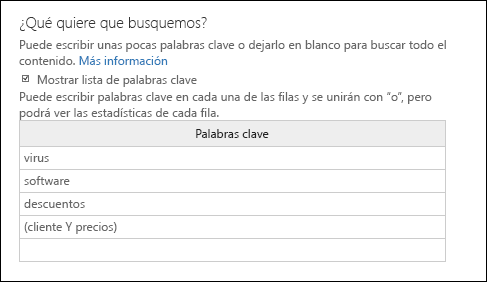 ¿Qué quiere que busquemos?
Puede escribir unas pocas palabras clave o dejarlo en blanco para buscar todo el
contenido. Más información
Mostrar lista de palabras clave
Puede escribir palabras clave en cada una de las filas y se unirán con “o”, pero
podrá ver las estadísticas de cada fila.
Palabras clave
virus
software
descuentos
(cliente Y precios)